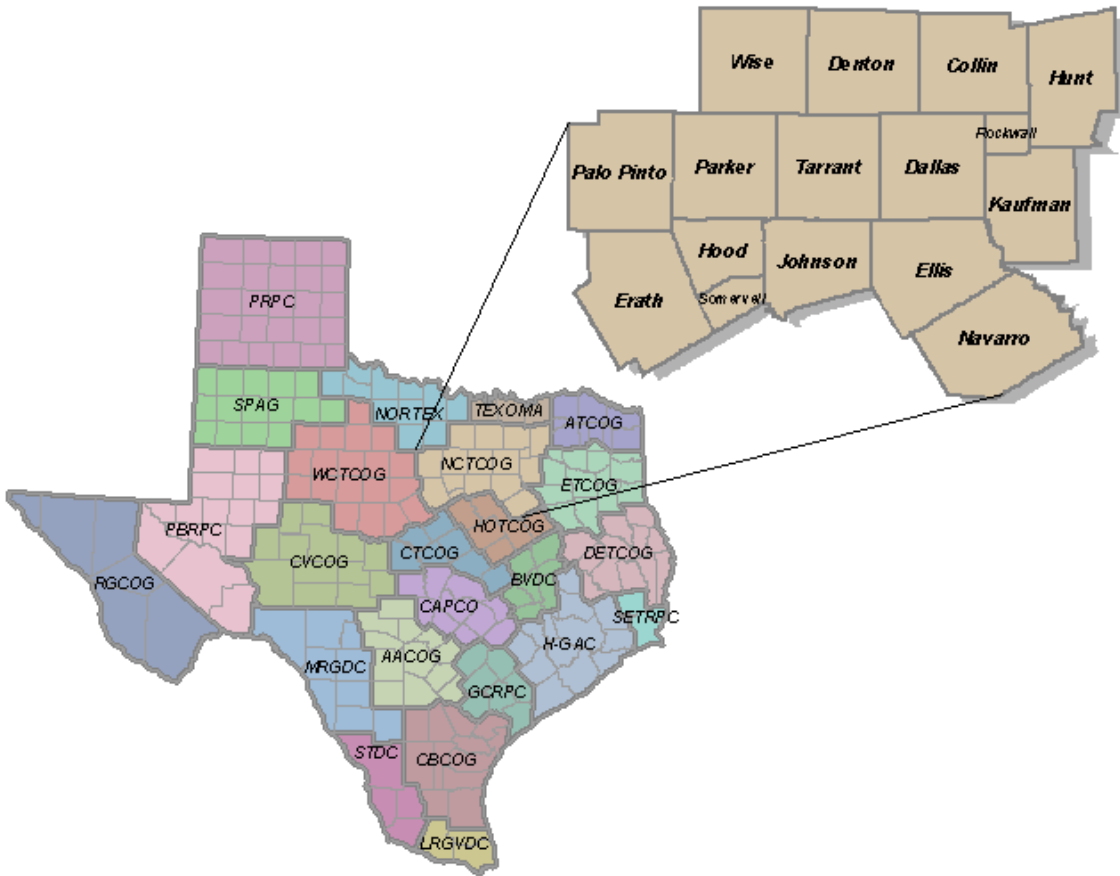 Wise
Denton
Collin
Hunt
Rockwall
Palo Pinto
Parker
Tarrant
Dallas
Kaufman
Hood
Johnson
Ellis
Erath
Somervell
Navarro
PRPC
SPAG
NORTEX
TEXOMA
ATCOG
WCTCOG
NCTCOG
ETCOG
PBRPC
HOTCOG
CVCOG
CTCOG
DETCOG
RGCOG
BVDC
CAPCO
SETRPC
H-GAC
MRGDC
AACOG
GCRPC
STDC
CBCOG
LRGVDC